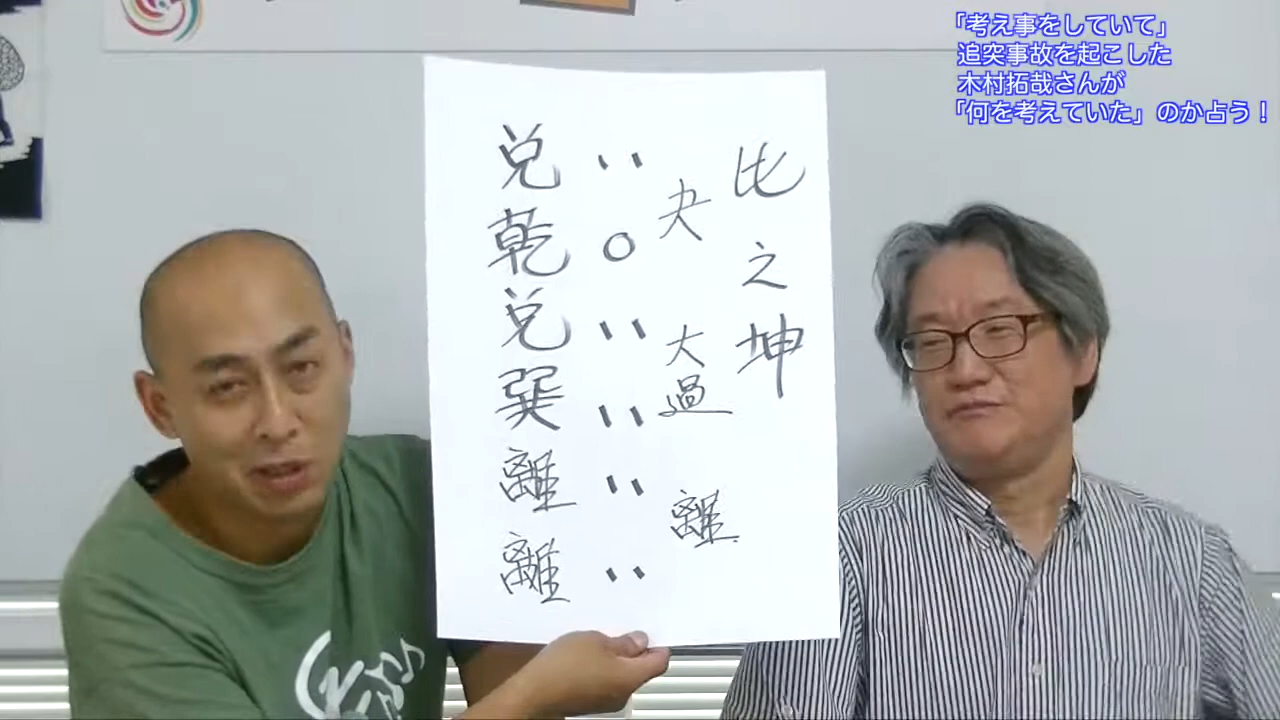 「考え事をしていて」
追突事故を起こした
木村拓哉さんが
「何を考えていた」のか占う！
比之坤
夬
大過
離
兌
乾
兌
巽
離
離